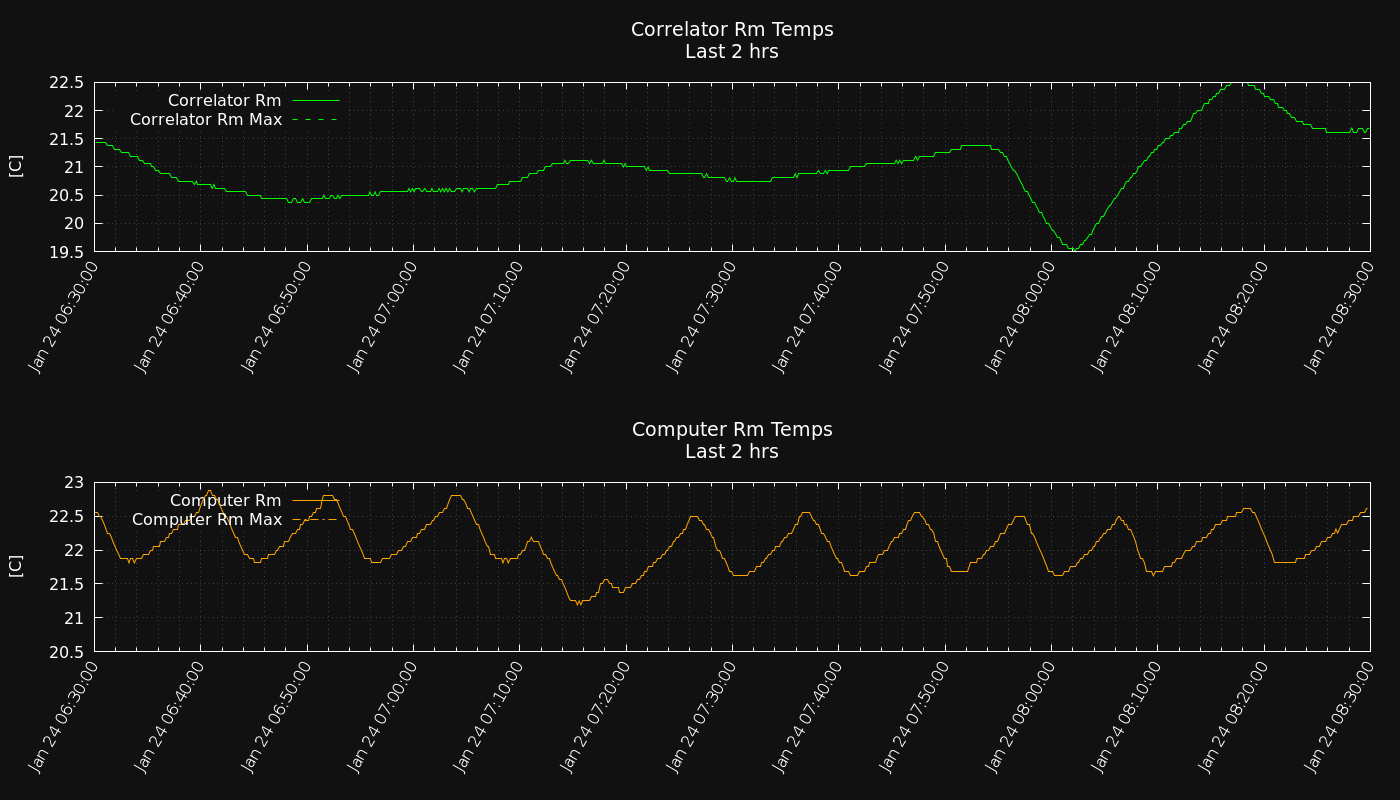 Correlator Rm Temps
Last 2 hrs
22.5
22
21.5
21
20.5
20
19.5
[C]
Correlator Rm
Correlator Rm Max
Jan 24 06:30:00
Jan 24 06:40:00
Jan 24 06:50:00
Jan 24 07:00:00
Jan 24 07:10:00
Jan 24 07:20:00
Jan 24 07:30:00
Jan 24 07:40:00
Jan 24 07:50:00
Jan 24 08:00:00
Jan 24 08:10:00
Jan 24 08:20:00
Jan 24 08:30:00
Computer Rm Temps
Last 2 hrs
23
22.5
22
21.5
21
20.5
[C]
Computer Rm
Computer Rm Max
Jan 24 06:30:00
Jan 24 06:40:00
Jan 24 06:50:00
Jan 24 07:00:00
Jan 24 07:10:00
Jan 24 07:20:00
Jan 24 07:30:00
Jan 24 07:40:00
Jan 24 07:50:00
Jan 24 08:00:00
Jan 24 08:10:00
Jan 24 08:20:00
Jan 24 08:30:00